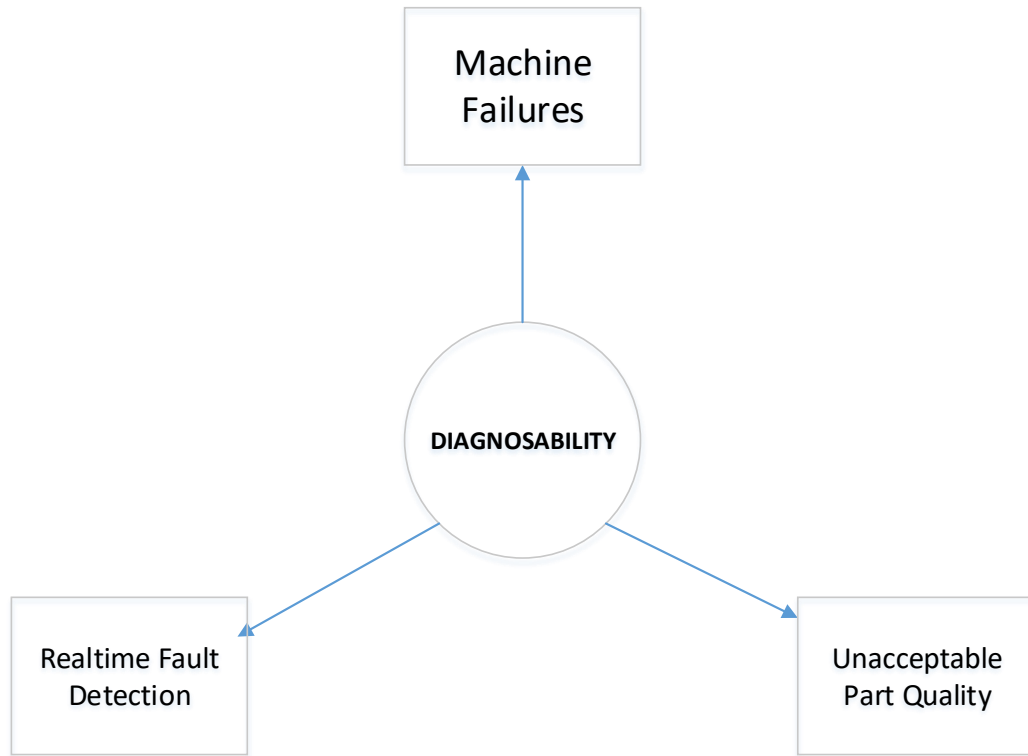 Machine
Failures
DIAGNOSABILITY
Realtime Fault
Detection
Unacceptable
Part Quality